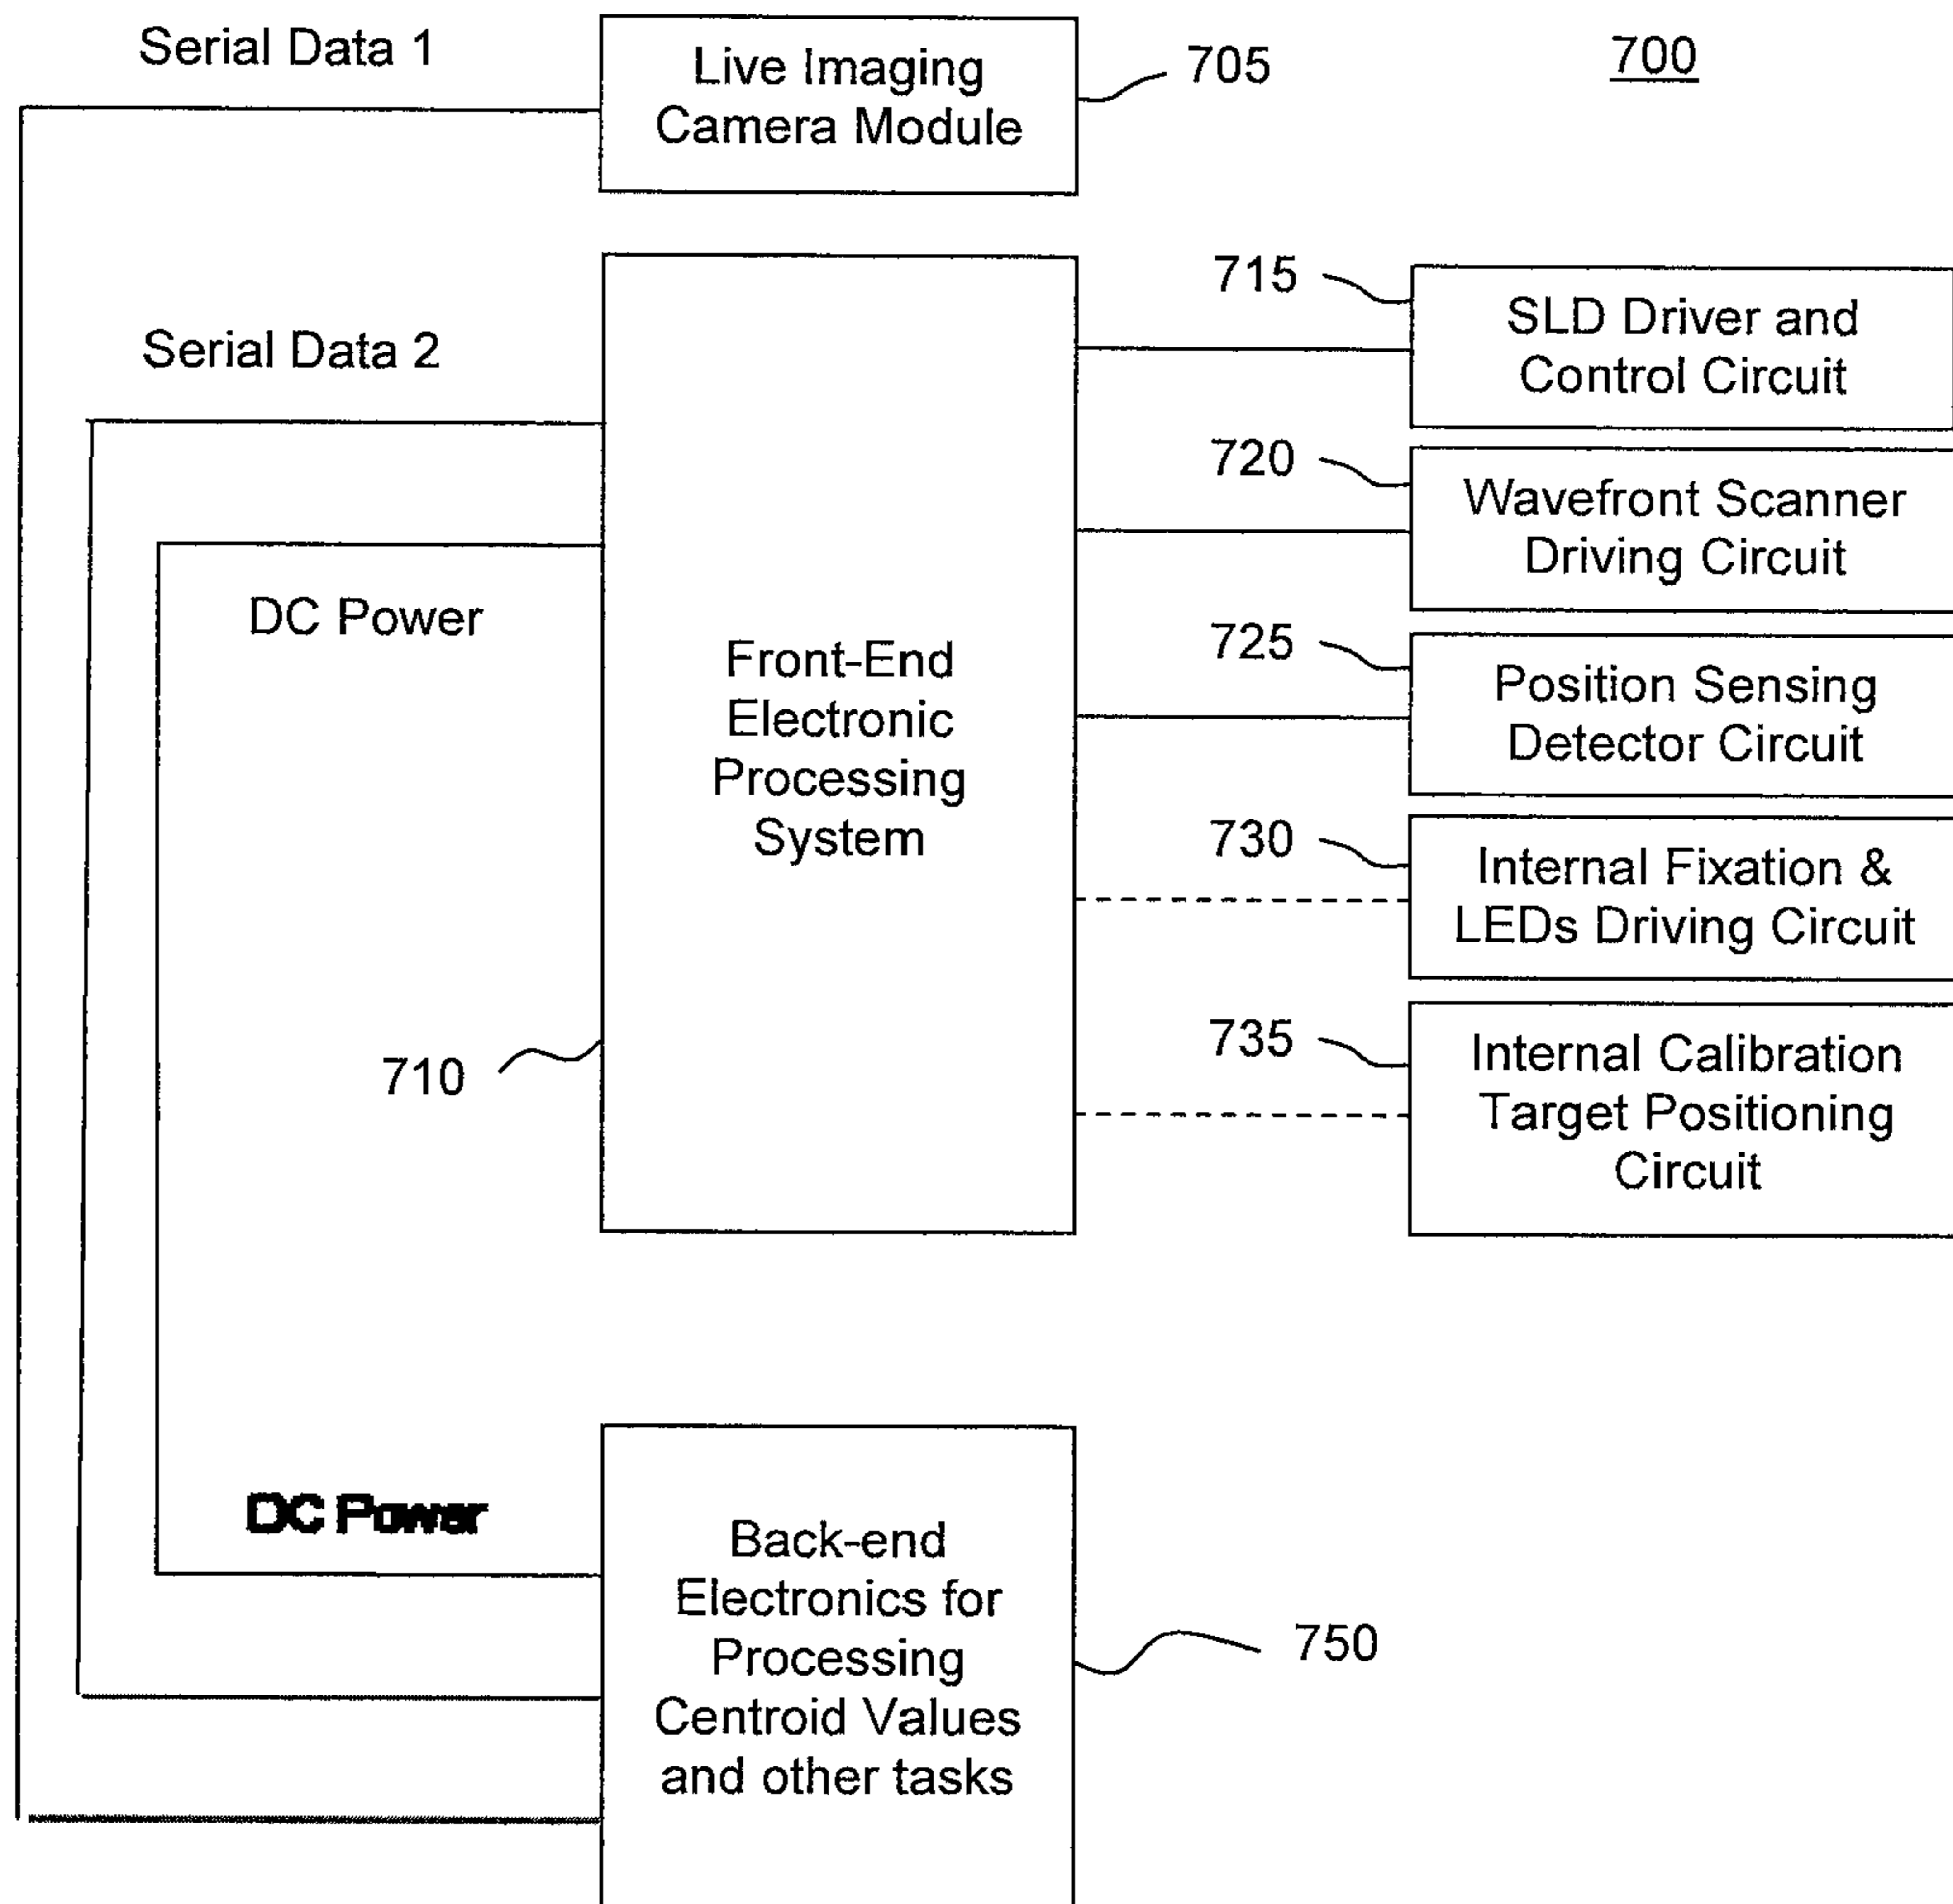 Serial Data 1
Live Imaging
Camera Module
705
700
Serial Data 2
DC Power
Front-End
Electronic
Processing
System
710
715
SLD Driver and
Control Circuit
720
Wavefront Scanner
Driving Circuit
725
Position Sensing
Detector Circuit
730
Internal Fixation &
LEDs Driving Circuit
735
Internal Calibration
Target Positioning
Circuit
DC Power
Back-end
Electronics for
Processing
Centroid Values
and other tasks
750